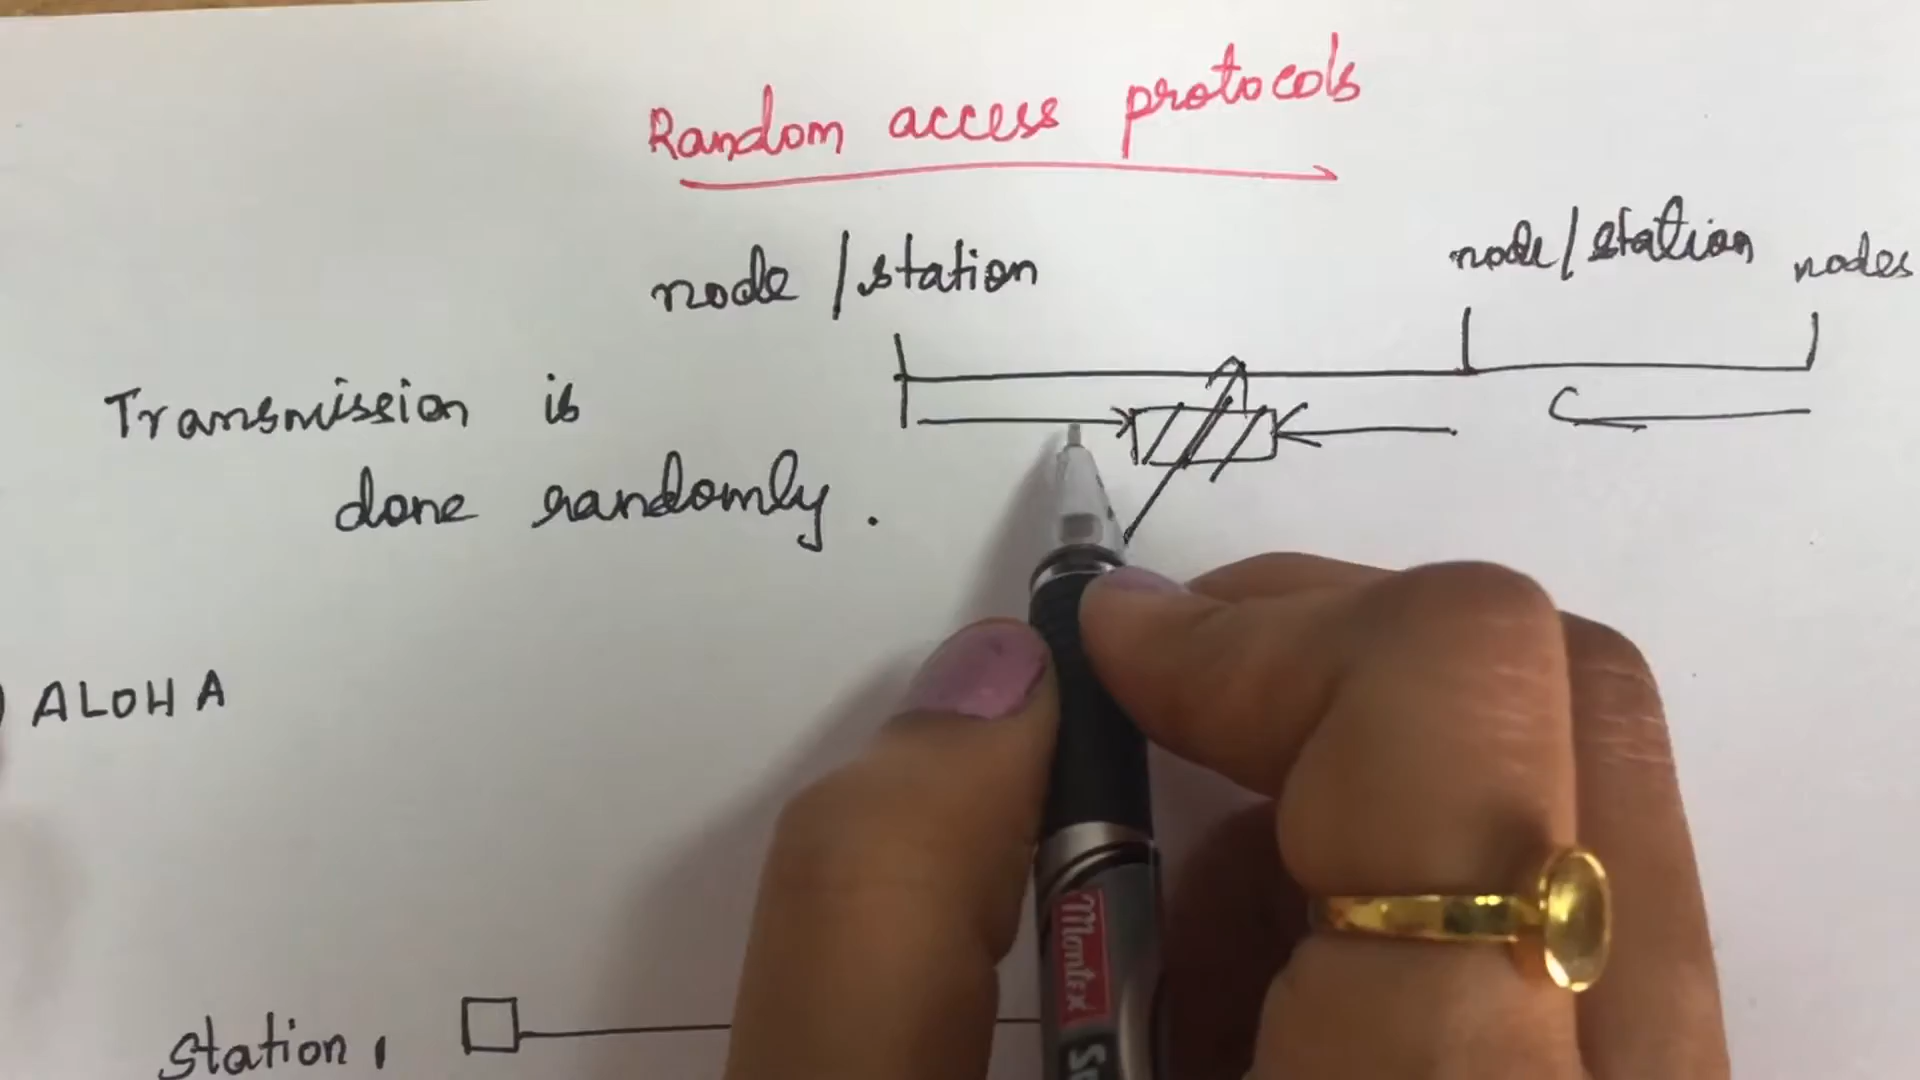 Random access protocols
node / station
node / station
nodes
Transmission is
done randomly.
ALOHA
Station 1
Montex